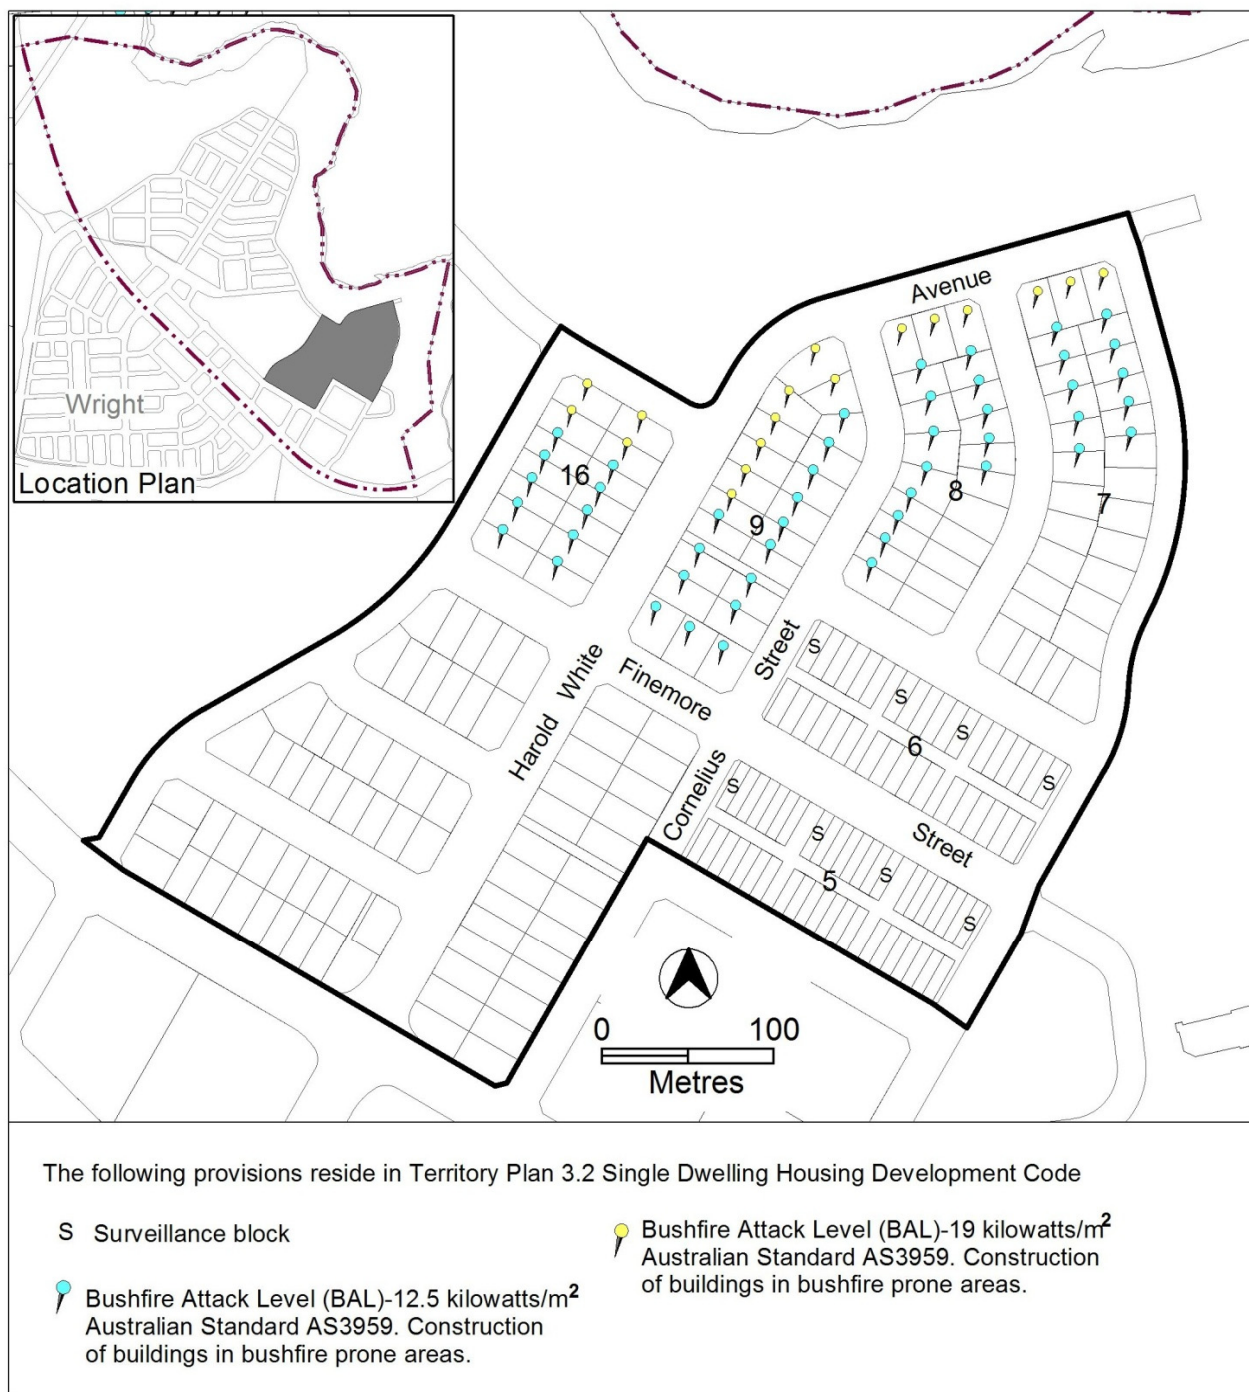 Wright
Location Plan
Avenue
16
9
8
7
Harold White
Finemore
Street
S
S
S
S
6
Cornelius
Street
S
S
S
S
5
0 100
Metres
The following provisions reside in Territory Plan 3.2 Single Dwelling Housing Development Code
S Surveillance block
Bushfire Attack Level (BAL)-12.5 kilowatts/m²
Australian Standard AS3959. Construction
of buildings in bushfire prone areas.
Bushfire Attack Level (BAL)-19 kilowatts/m²
Australian Standard AS3959. Construction
of buildings in bushfire prone areas.